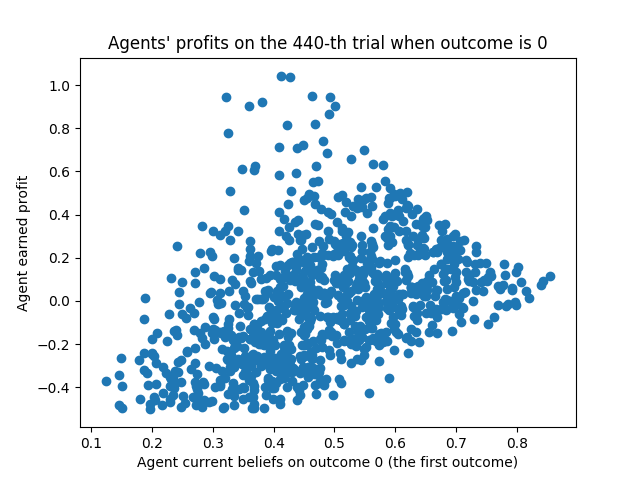 Agents' profits on the 440-th trial when outcome is 0
Agent earned profit
1.0
0.8
0.6
0.4
0.2
0.0
−0.2
−0.4
0.1 0.2 0.3 0.4 0.5 0.6 0.7 0.8
Agent current beliefs on outcome 0 (the first outcome)